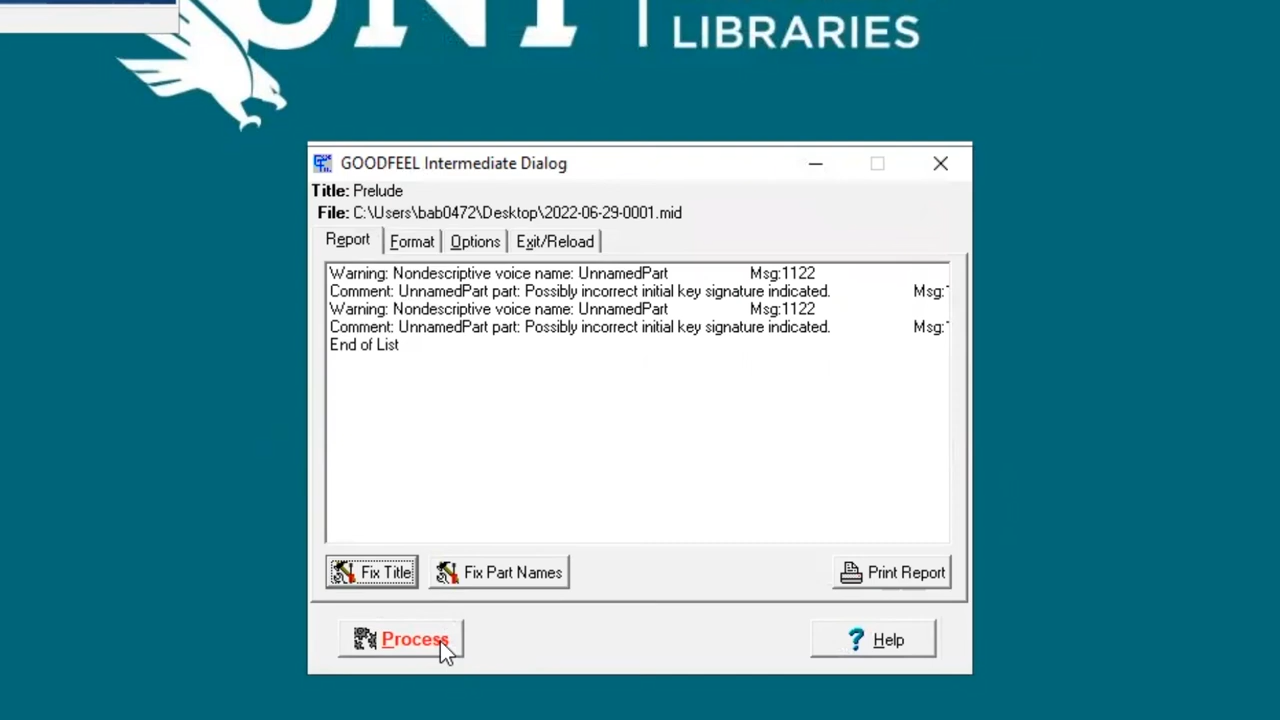 UNT
LIBRARIES
GOODFEEL Intermediate Dialog
Title: Prelude
File: C:\Users\bab0472\Desktop\2022-06-29-0001.mid
Report Format Options Exit/Reload
Warning: Nondescriptive voice name: UnnamedPart Msg:1122
Comment: UnnamedPart part: Possibly incorrect initial key signature indicated. Msg:
Warning: Nondescriptive voice name: UnnamedPart Msg:1122
Comment: UnnamedPart part: Possibly incorrect initial key signature indicated. Msg:
End of List
Fix Title Fix Part Names Print Report
Process ? Help